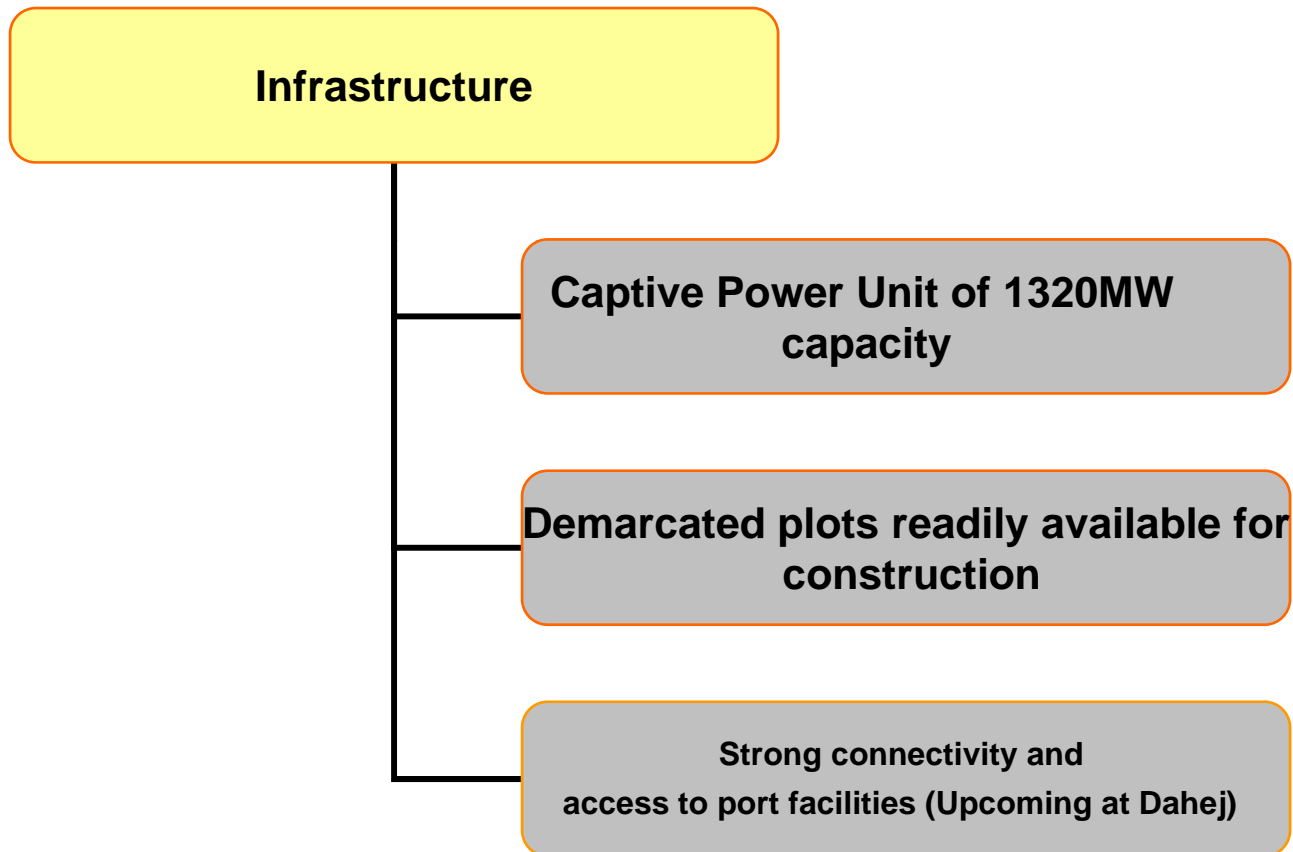 Infrastructure
Captive Power Unit of 1320MW
capacity
Demarcated plots readily available for
construction
Strong connectivity and
access to port facilities (Upcoming at Dahej)